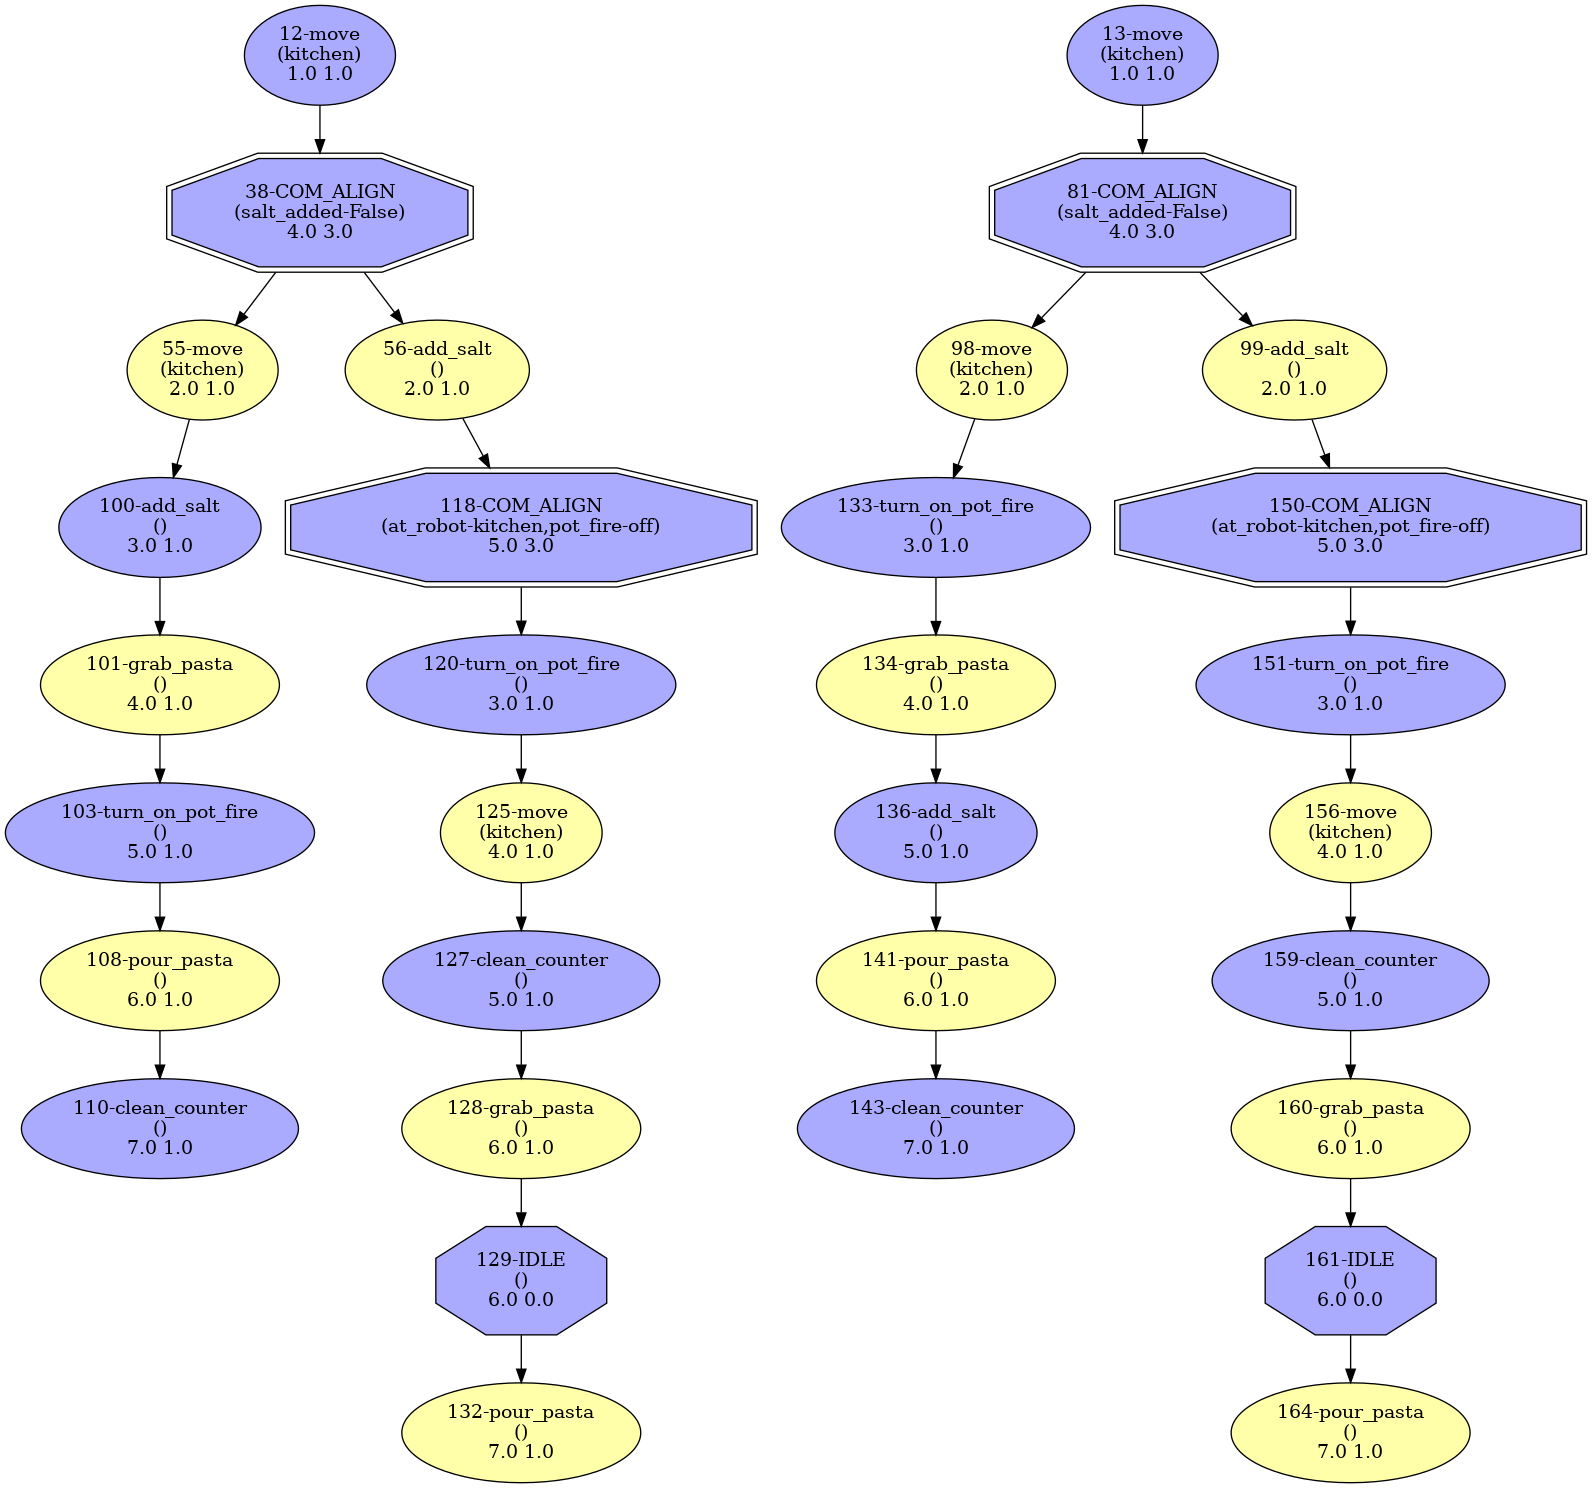 12-move
(kitchen)
1.0 1.0
13-move
(kitchen)
1.0 1.0
38-COM_ALIGN
(salt_added-False)
4.0 3.0
81-COM_ALIGN
(salt_added-False)
4.0 3.0
55-move
(kitchen)
2.0 1.0
56-add_salt
()
2.0 1.0
98-move
(kitchen)
2.0 1.0
99-add_salt
()
2.0 1.0
100-add_salt
()
3.0 1.0
118-COM_ALIGN
(at_robot-kitchen,pot_fire-off)
5.0 3.0
133-turn_on_pot_fire
()
3.0 1.0
150-COM_ALIGN
(at_robot-kitchen,pot_fire-off)
5.0 3.0
101-grab_pasta
()
4.0 1.0
120-turn_on_pot_fire
()
3.0 1.0
134-grab_pasta
()
4.0 1.0
151-turn_on_pot_fire
()
3.0 1.0
103-turn_on_pot_fire
()
5.0 1.0
125-move
(kitchen)
4.0 1.0
136-add_salt
()
5.0 1.0
156-move
(kitchen)
4.0 1.0
108-pour_pasta
()
6.0 1.0
127-clean_counter
()
5.0 1.0
141-pour_pasta
()
6.0 1.0
159-clean_counter
()
5.0 1.0
110-clean_counter
()
7.0 1.0
128-grab_pasta
()
6.0 1.0
143-clean_counter
()
7.0 1.0
160-grab_pasta
()
6.0 1.0
129-IDLE
()
6.0 0.0
161-IDLE
()
6.0 0.0
132-pour_pasta
()
7.0 1.0
164-pour_pasta
()
7.0 1.0